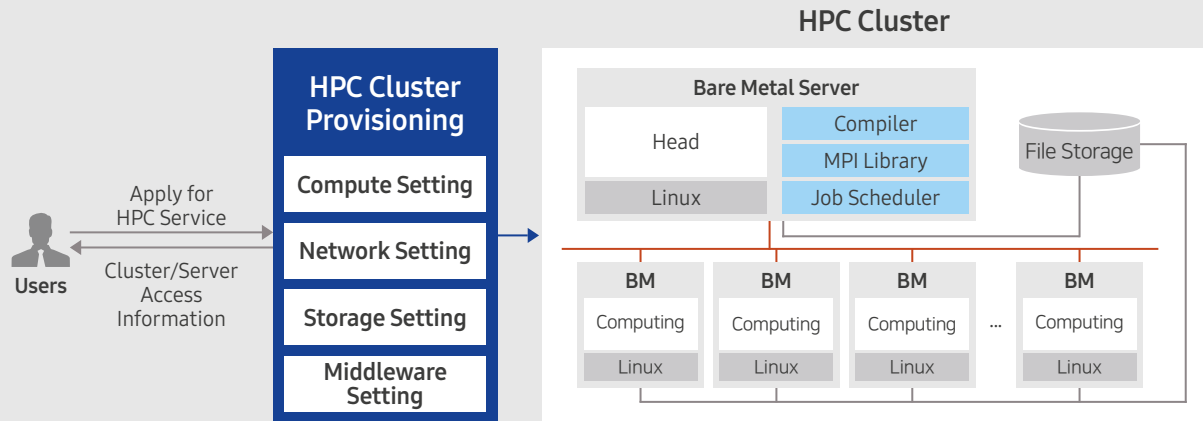 HPC Cluster
HPC Cluster
Provisioning
Compute Setting
Network Setting
Storage Setting
Middleware
Setting
Apply for
HPC Service
Cluster/Server
Access
Information
Users
Bare Metal Server
Head
Linux
Compiler
MPI Library
Job Scheduler
File Storage
BM
Computing
Linux
BM
Computing
Linux
BM
Computing
Linux
...
BM
Computing
Linux